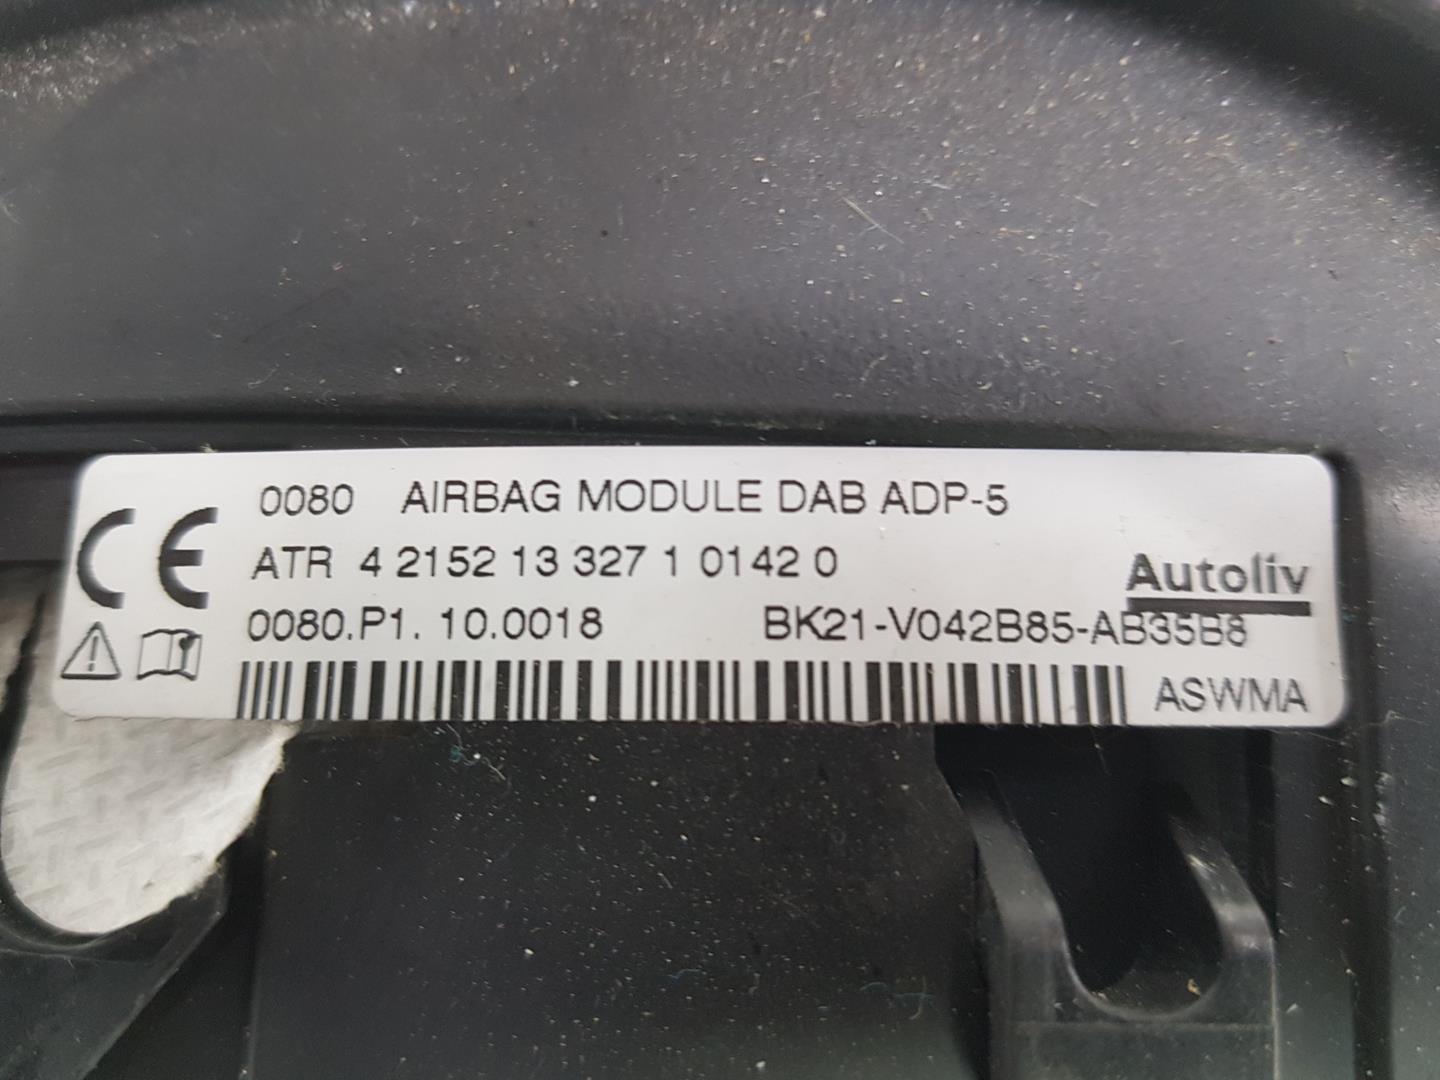 CE 0080 AIRBAG MODULE DAB ADP-5
ATR 4 2152 13 327 1 0142 0
Autoliv
0080.P1. 10.0018 BK21-V042B85-AB35B8
ASWMA